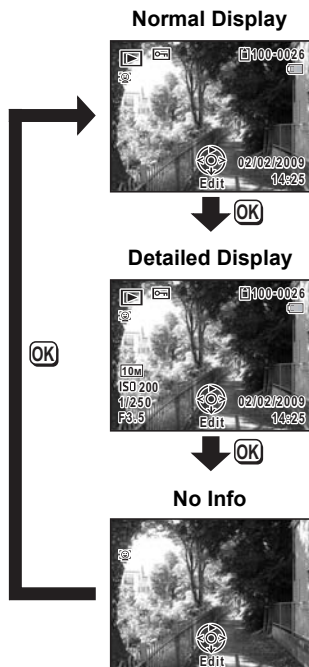 Normal Display
100-0026
Edit
02/02/2009
14:25
OK
Detailed Display
100-0026
10M
ISO 200
1/250
F3.5
Edit
02/02/2009
14:25
OK
OK
No Info
Edit